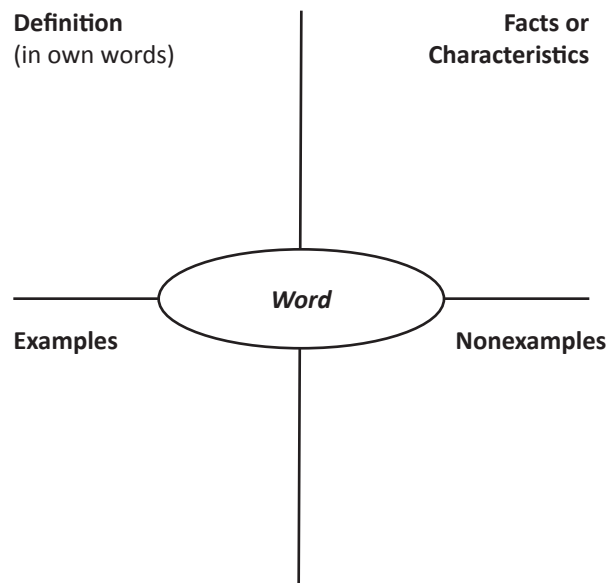 Definition
(in own words)
Facts or
Characteristics
Word
Examples
Nonexamples